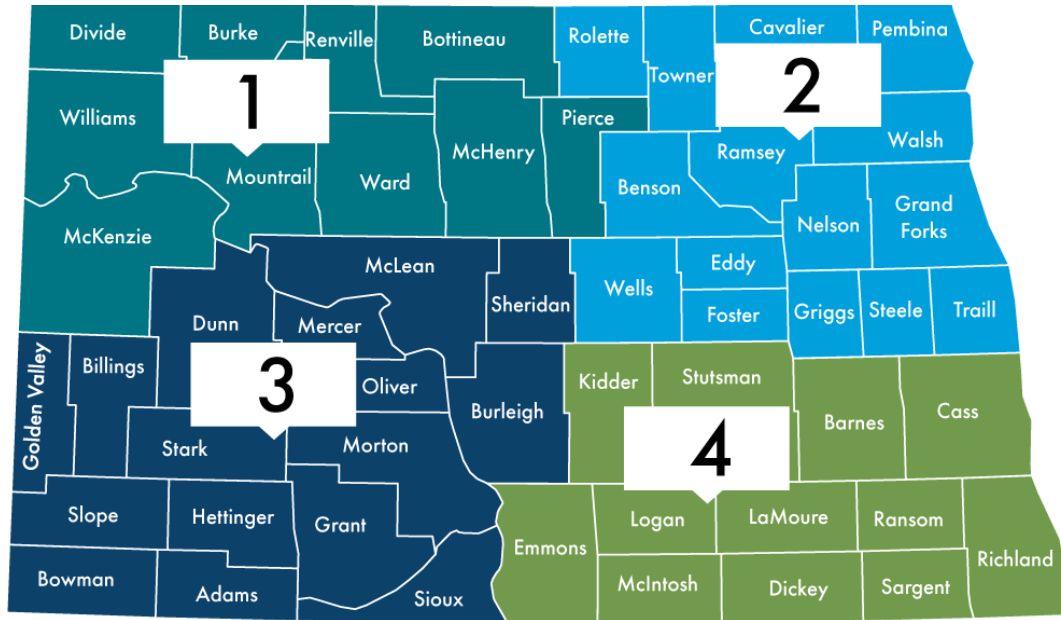 Divide
Burke
Renville
Bottineau
Rolette
Towner
Cavalier
Pembina
1
2
Williams
Mountrail
Ward
McHenry
Pierce
Benson
Ramsey
Walsh
Nelson
Grand
Forks
McKenzie
McLean
Sheridan
Wells
Eddy
Foster
Griggs
Steele
Traill
Dunn
Mercer
Golden Valley
Billings
3
Oliver
Burleigh
Kidder
Stutsman
Barnes
Cass
Stark
Morton
4
Slope
Hettinger
Grant
Emmons
Logan
LaMoure
Ransom
Richland
Bowman
Adams
Sioux
McIntosh
Dickey
Sargent